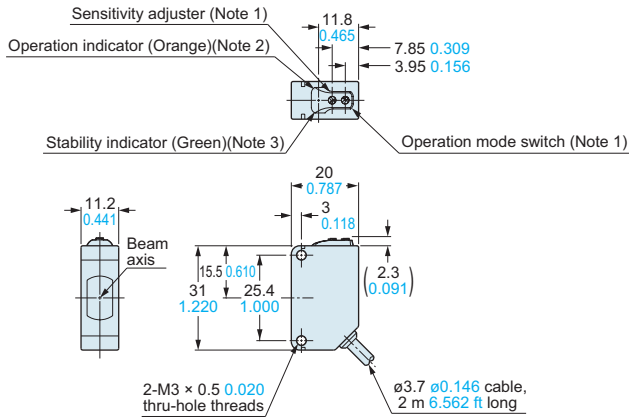 Sensitivity adjuster (Note 1)
11.8
0.465
Operation indicator (Orange)(Note 2)
7.85 0.309
3.95 0.156
Stability indicator (Green)(Note 3)
Operation mode switch (Note 1)
20
0.787
11.2
0.441
3
0.118
Beam
axis
15.5 0.610
2.3
0.091
31
1.220
25.4
1.000
2-M3 × 0.5 0.020
thru-hole threads
ø3.7 ø0.146 cable,
2 m 6.562 ft long